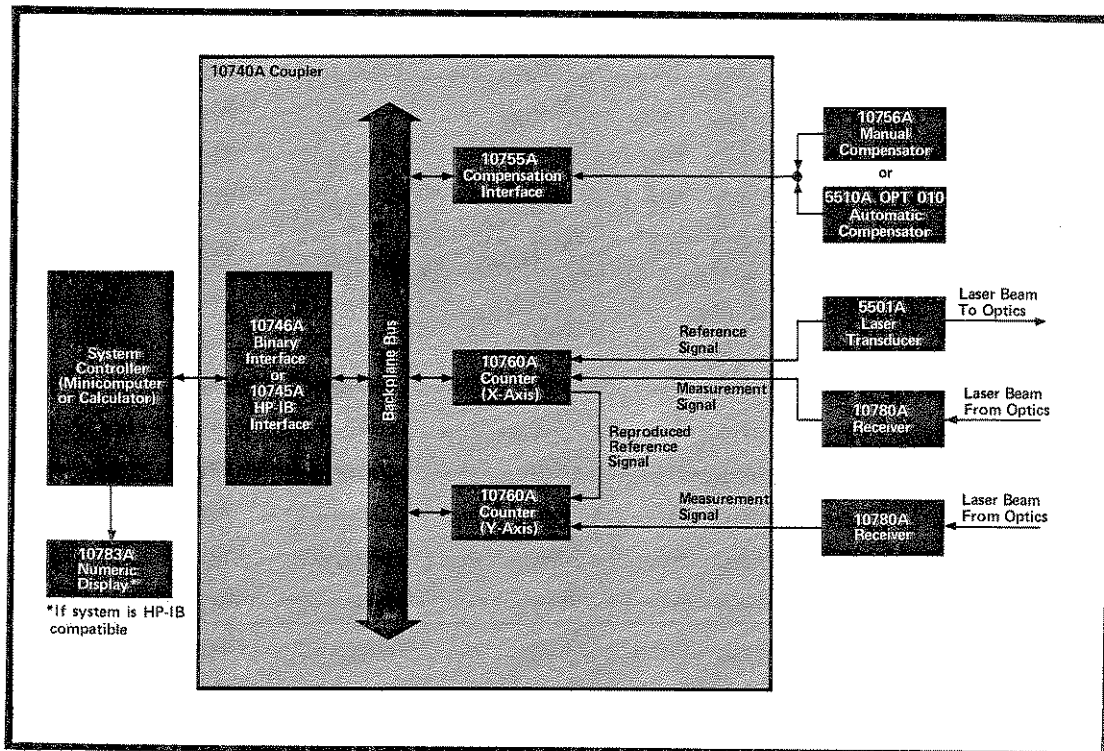 10740A Coupler
10756A
Manual
Compensator
or
5510A OPT 010
Automatic
Compensator
10755A
Compensation
Interface
System
Controller
(Minicomputer
or Calculator)
10746A
Binary
Interface
or
10745A
HP-IB
Interface
Backplane Bus
10760A
Counter
(X-Axis)
Reference
Signal
Measurement
Signal
5501A
Laser
Transducer
Laser Beam
To Optics
10780A
Receiver
Laser Beam
From Optics
Reproduced
Reference
Signal
10760A
Counter
(Y-Axis)
Measurement
Signal
10780A
Receiver
Laser Beam
From Optics
10783A
Numeric
Display*
*If system is HP-IB
compatible